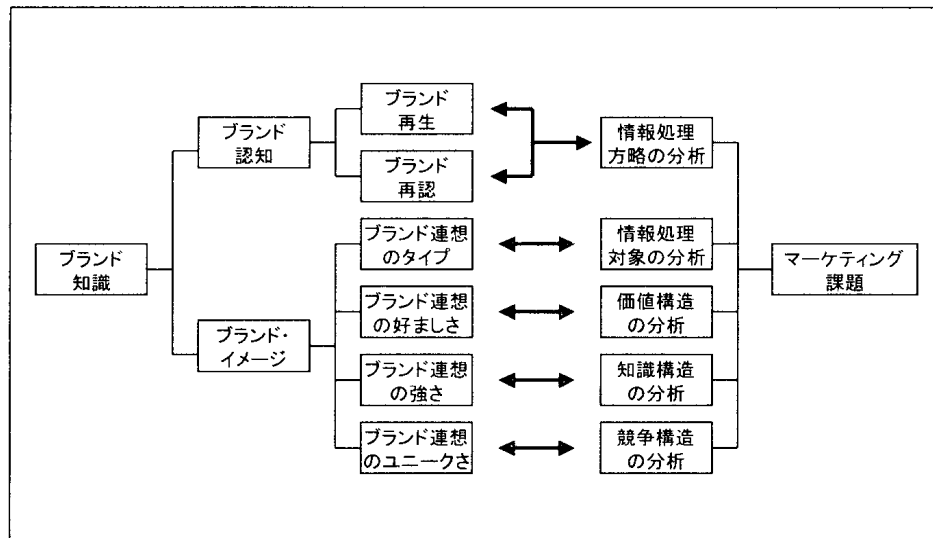 ブランド
知識
ブランド
認知
ブランド・
イメージ
ブランド
再生
ブランド
再認
ブランド連想
のタイプ
ブランド連想
の好ましさ
ブランド連想
の強さ
ブランド連想
のユニークさ
情報処理
方略の分析
情報処理
対象の分析
価値構造
の分析
知識構造
の分析
競争構造
の分析
マーケティング
課題